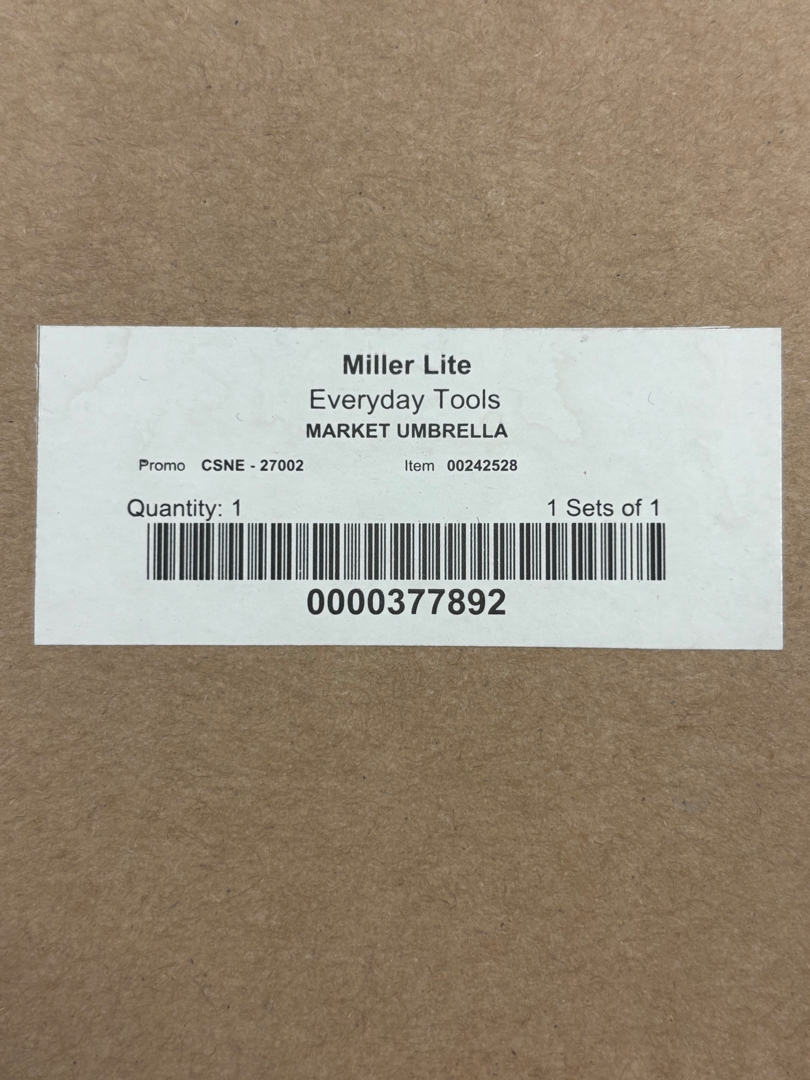 Miller Lite
Everyday Tools
MARKET UMBRELLA
Promo CSNE - 27002 Item 00242528
Quantity: 1 1 Sets of 1
0000377892